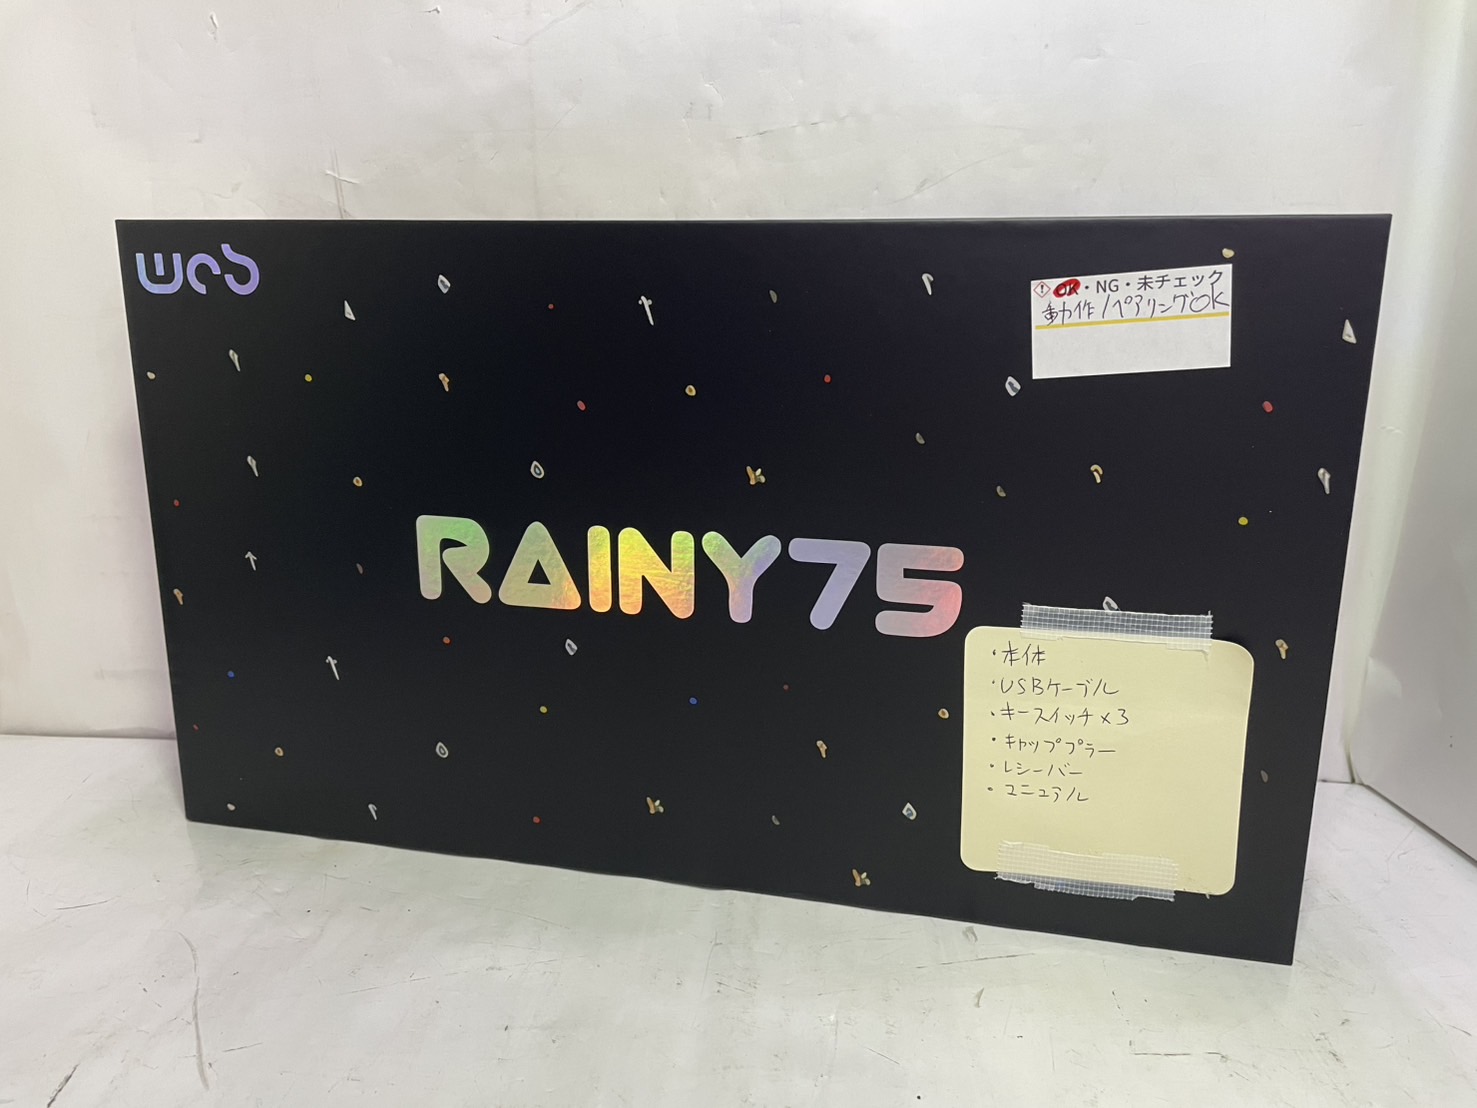 wob
OK・NG・未チェック
動作/ペアリングOK
RAINY75
・本体
・USBケーブル
・キースイッチ×3
・キャッププラー
・レシーバー
・マニュアル